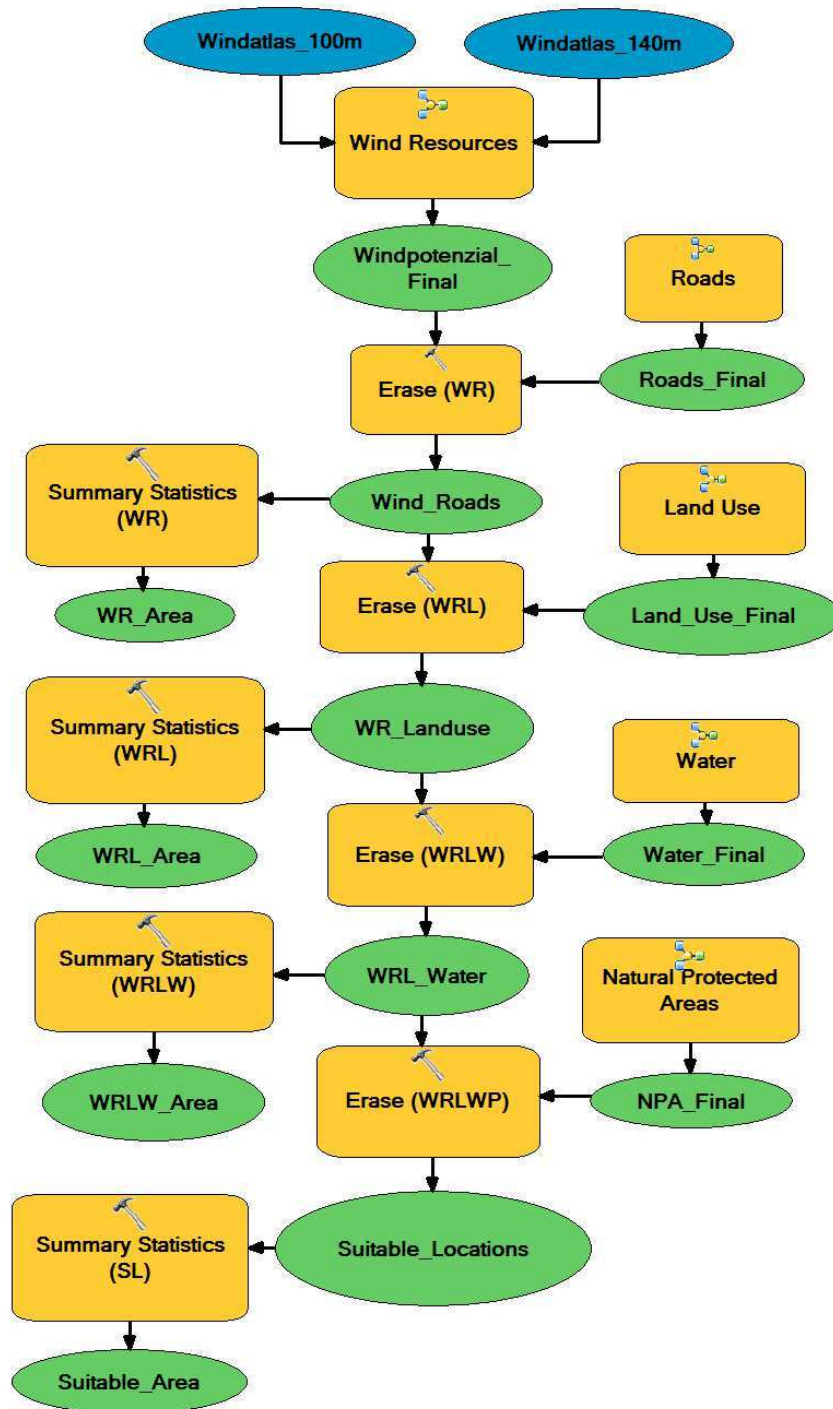 Windatlas_100m
Windatlas_140m
Wind Resources
Windpotenzial_
Final
Roads
Erase (WR)
Roads_Final
Summary Statistics
(WR)
Wind_Roads
Land Use
WR_Area
Erase (WRL)
Land_Use_Final
Summary Statistics
(WRL)
WR_Landuse
Water
WRL_Area
Erase (WRLW)
Water_Final
Summary Statistics
(WRLW)
WRL_Water
Natural Protected
Areas
WRLW_Area
Erase (WRLWP)
NPA_Final
Summary Statistics
(SL)
Suitable_Locations
Suitable_Area